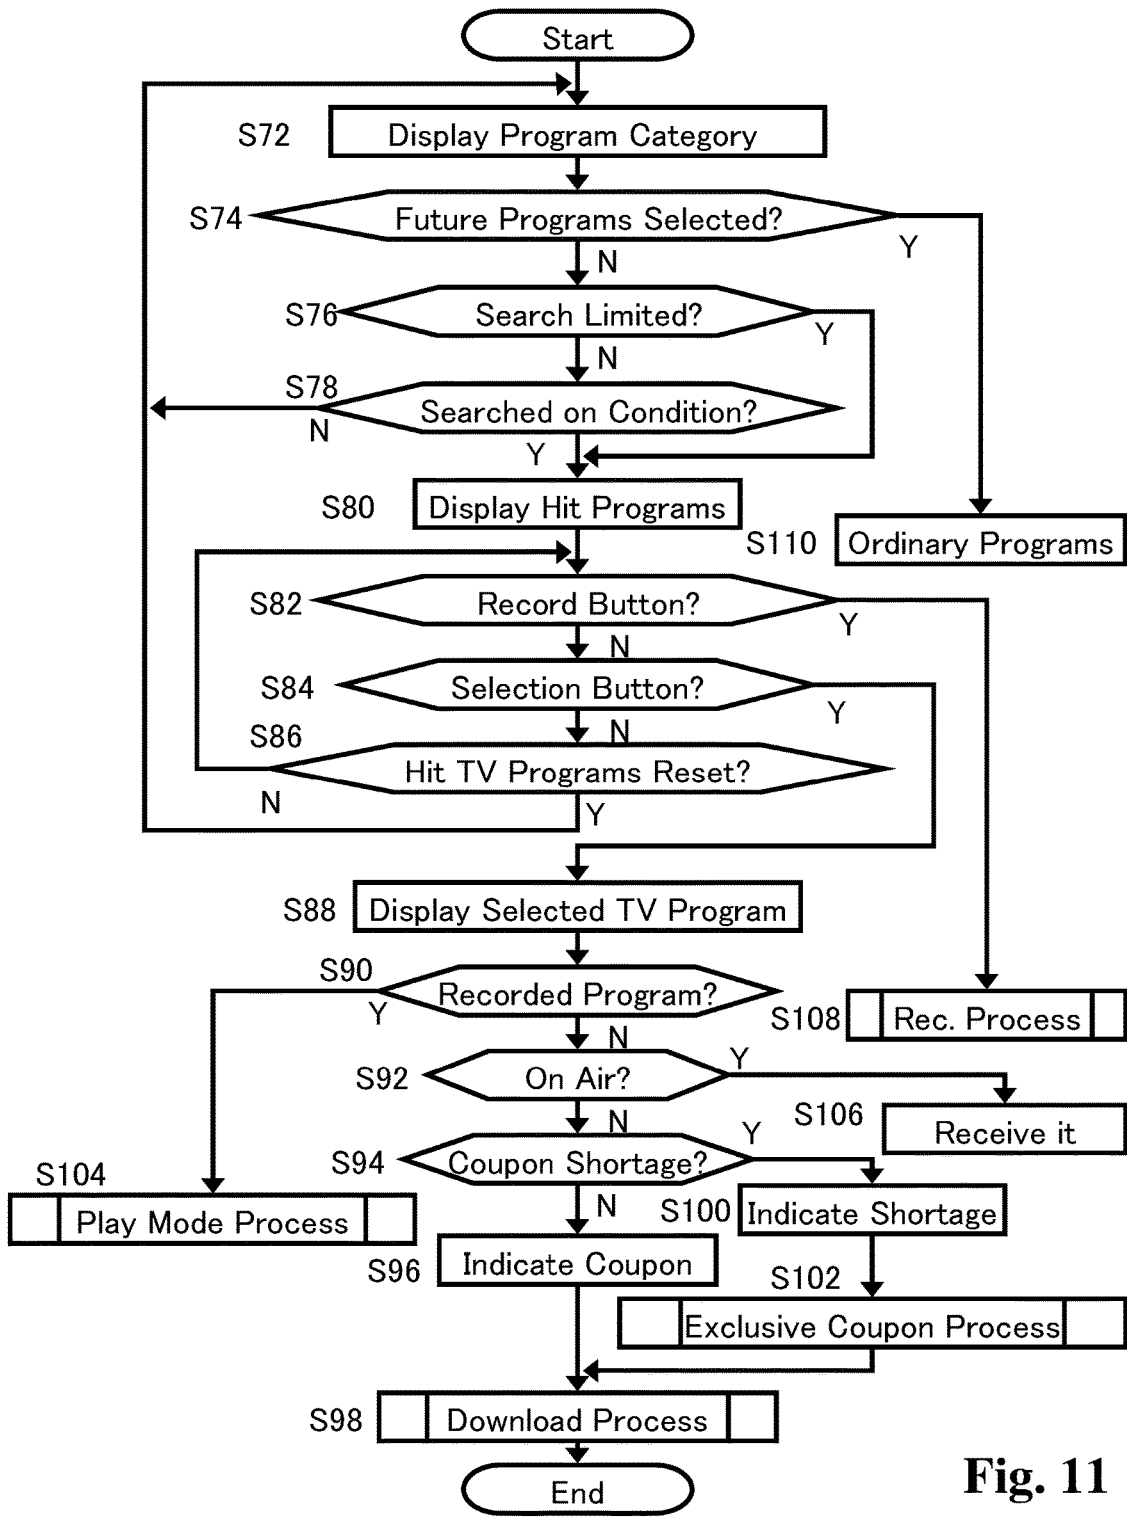 Start
S72 Display Program Category
S74 Future Programs Selected?
Y
N
S76 Search Limited?
Y
N
S78
Searched on Condition?
N
Y
S80 Display Hit Programs
S110 Ordinary Programs
S82 Record Button?
Y
N
S84 Selection Button?
Y
N
S86
Hit TV Programs Reset?
N
Y
S88 Display Selected TV Program
S90
Recorded Program?
Y
S108 Rec. Process
N
Y
S92 On Air?
S106
Receive it
N
Y
S94 Coupon Shortage?
S104
Play Mode Process
N
S100 Indicate Shortage
S96 Indicate Coupon
S102
Exclusive Coupon Process
S98 Download Process
End
Fig. 11